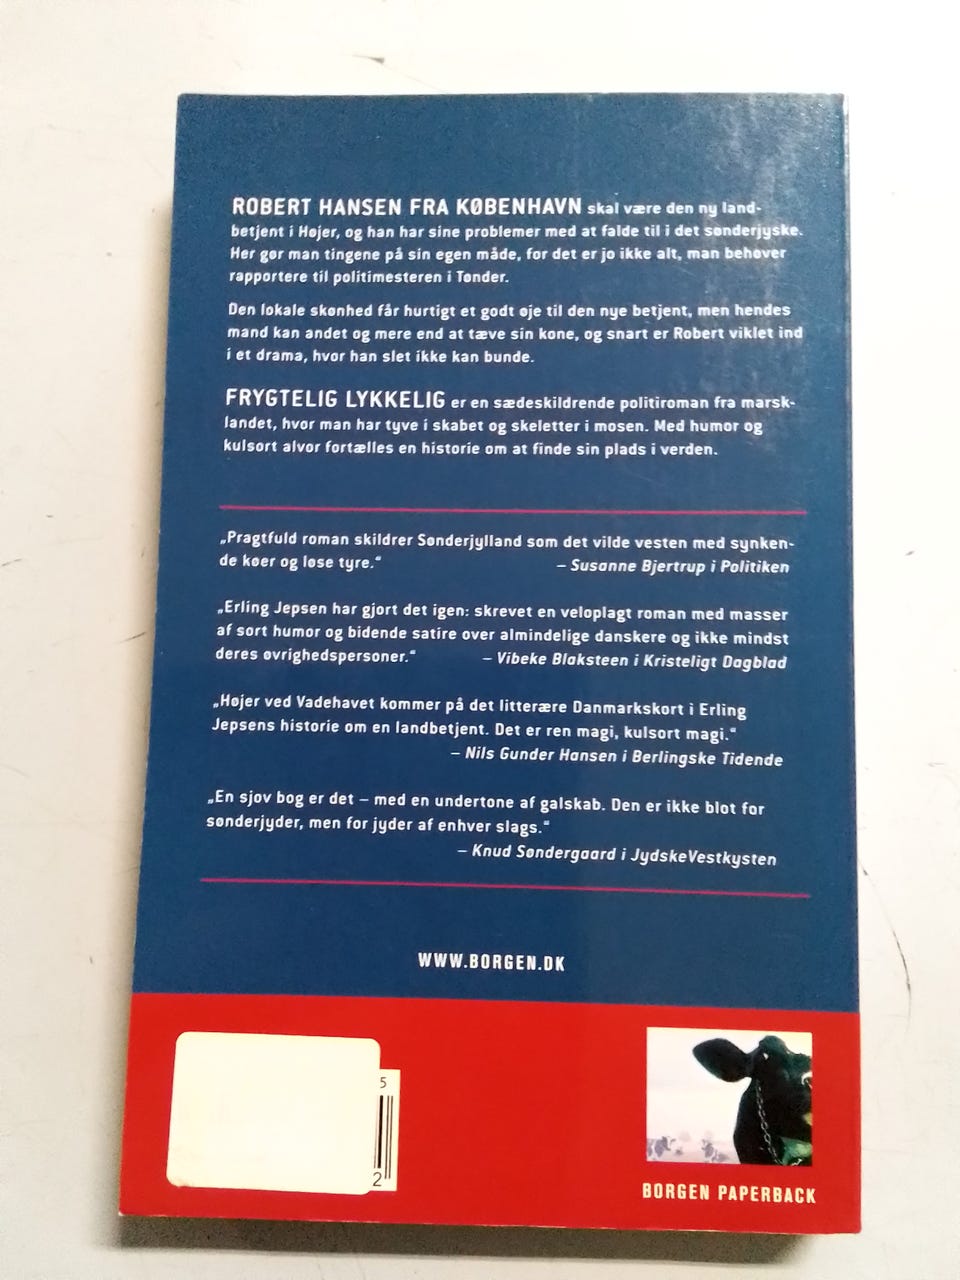 ROBERT HANSEN FRA KØBENHAVN skal være den ny land-
betjent i Højer, og han har sine problemer med at falde til i det sønderjyske.
Her gør man tingene på sin egen måde, for det er jo ikke alt, man behøver
rapportere til politimesteren i Tønder.
Den lokale skønhed får hurtigt et godt øje til den nye betjent, men hendes
mand kan andet og mere end at tæve sin kone, og snart er Robert viklet ind
i et drama, hvor han slet ikke kan bunde.
FRYGTELIG LYKKELIG er en sædeskildrende politiroman fra marsk-
landet, hvor man har tyve i skabet og skeletter i mosen. Med humor og
kulsort alvor fortælles en historie om at finde sin plads i verden.
„Pragtfuld roman skildrer Sønderjylland som det vilde vesten med synken-
de køer og løse tyre.“ – Susanne Bjertrup i Politiken
„Erling Jepsen har gjort det igen: skrevet en veloplagt roman med masser
af sort humor og bidende satire over almindelige danskere og ikke mindst
deres øvrighedspersoner.“ – Vibeke Blaksteen i Kristeligt Dagblad
„Højer ved Vadehavet kommer på det litterære Danmarkskort i Erling
Jepsens historie om en landbetjent. Det er ren magi, kulsort magi.“
– Nils Gunder Hansen i Berlingske Tidende
„En sjov bog er det – med en undertone af galskab. Den er ikke blot for
sønderjyder, men for jyder af enhver slags.“
– Knud Søndergaard i JydskeVestkysten
WWW.BORGEN.DK
5
2
BORGEN PAPERBACK